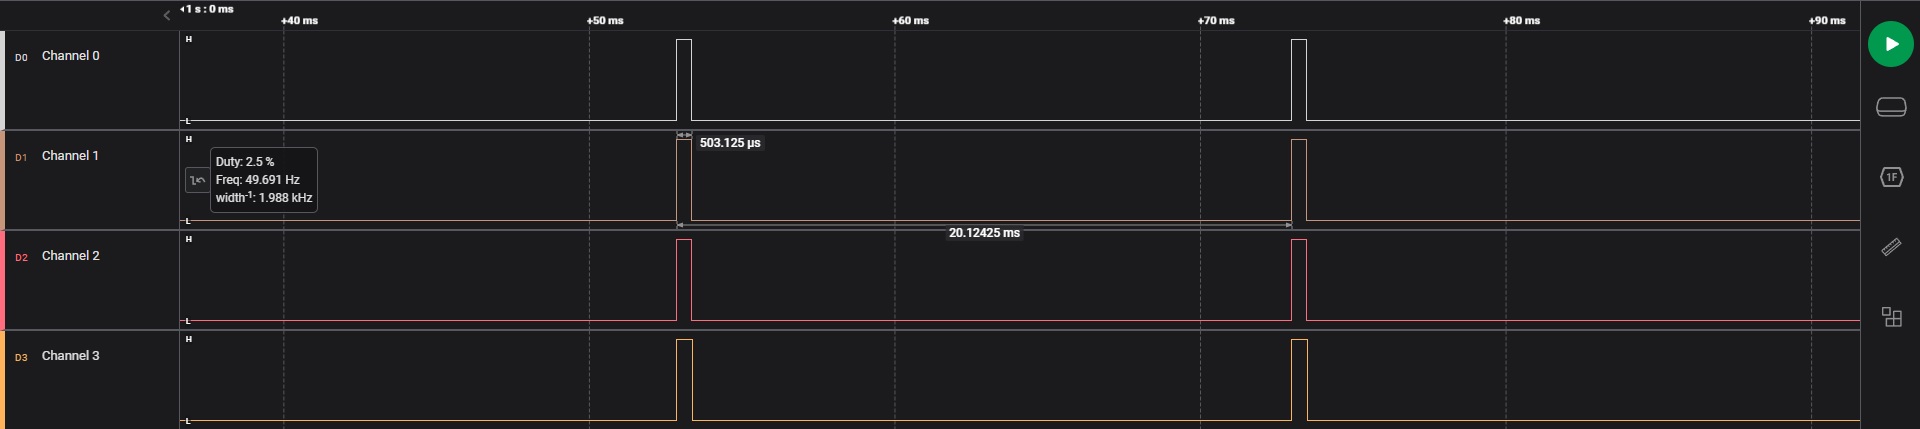 1 s : 0 ms
+40 ms +50 ms +60 ms +70 ms +80 ms +90 ms
D0 Channel 0
H
L
D1 Channel 1
H
L
503.125 µs
Duty: 2.5 %
Freq: 49.691 Hz
width-1: 1.988 kHz
20.12425 ms
D2 Channel 2
H
L
D3 Channel 3
H
L
1F